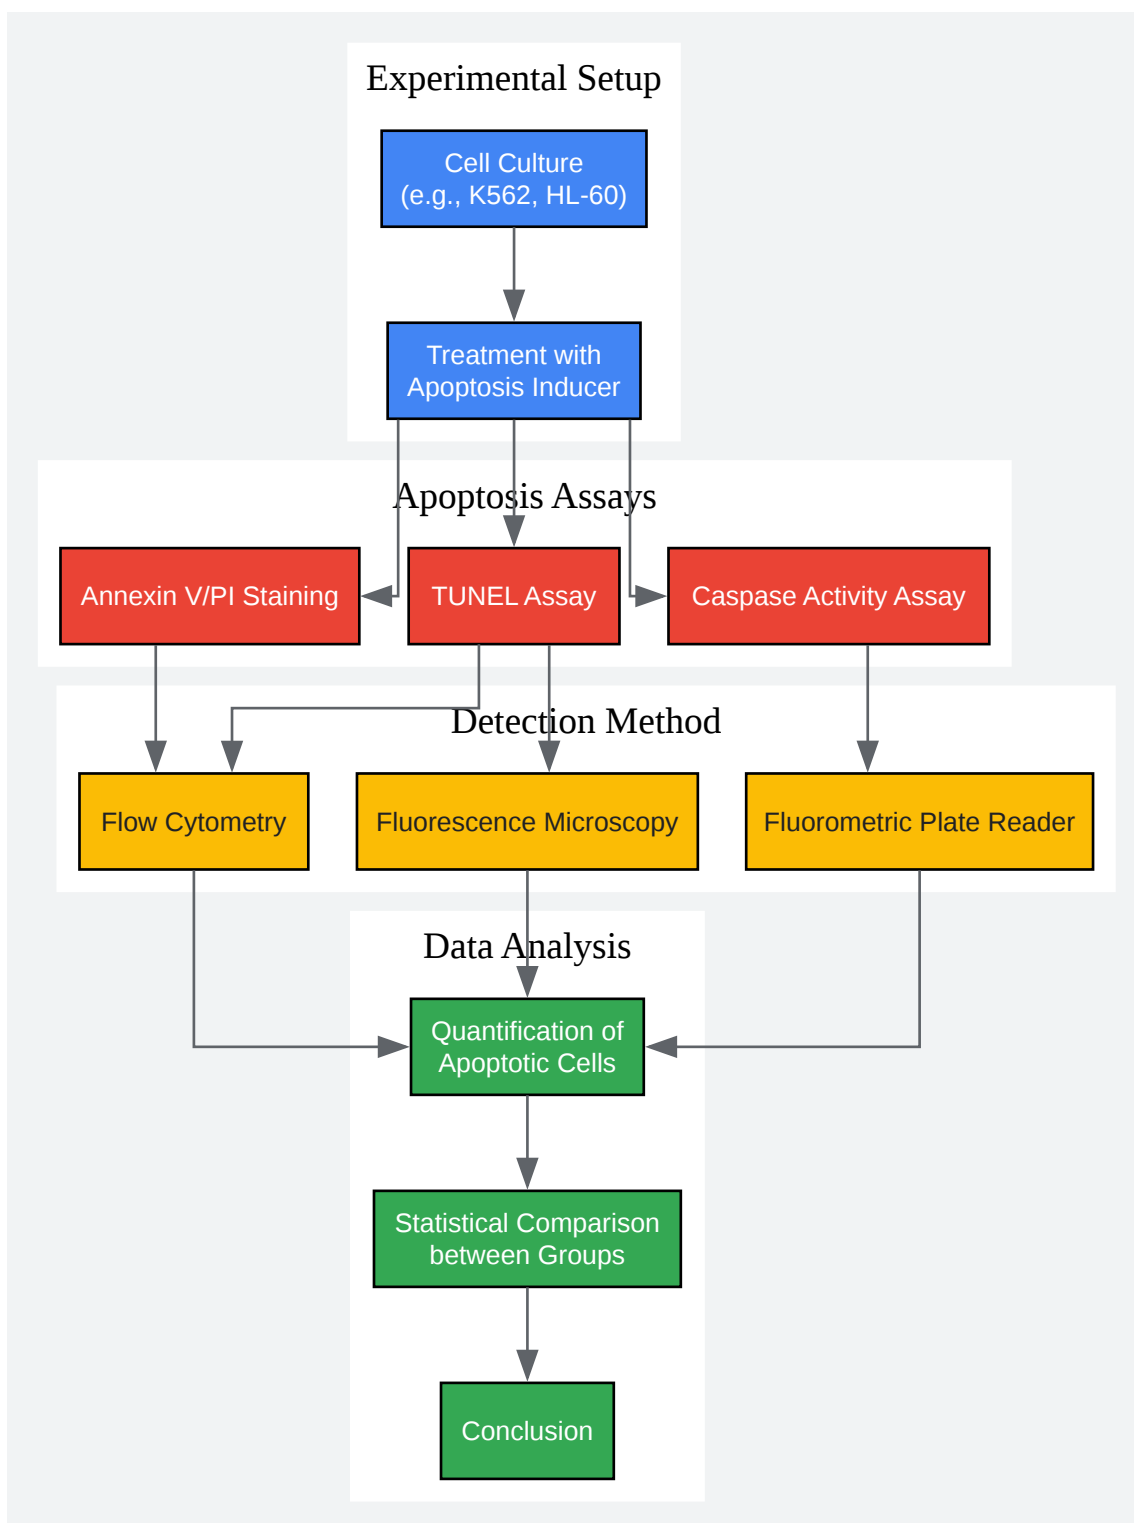 Experimental Setup
Cell Culture
(e.g., K562, HL-60)
Treatment with
Apoptosis Inducer
Apoptosis Assays
Annexin V/PI Staining
TUNEL Assay
Caspase Activity Assay
Detection Method
Flow Cytometry
Fluorescence Microscopy
Fluorometric Plate Reader
Data Analysis
Quantification of
Apoptotic Cells
Statistical Comparison
between Groups
Conclusion